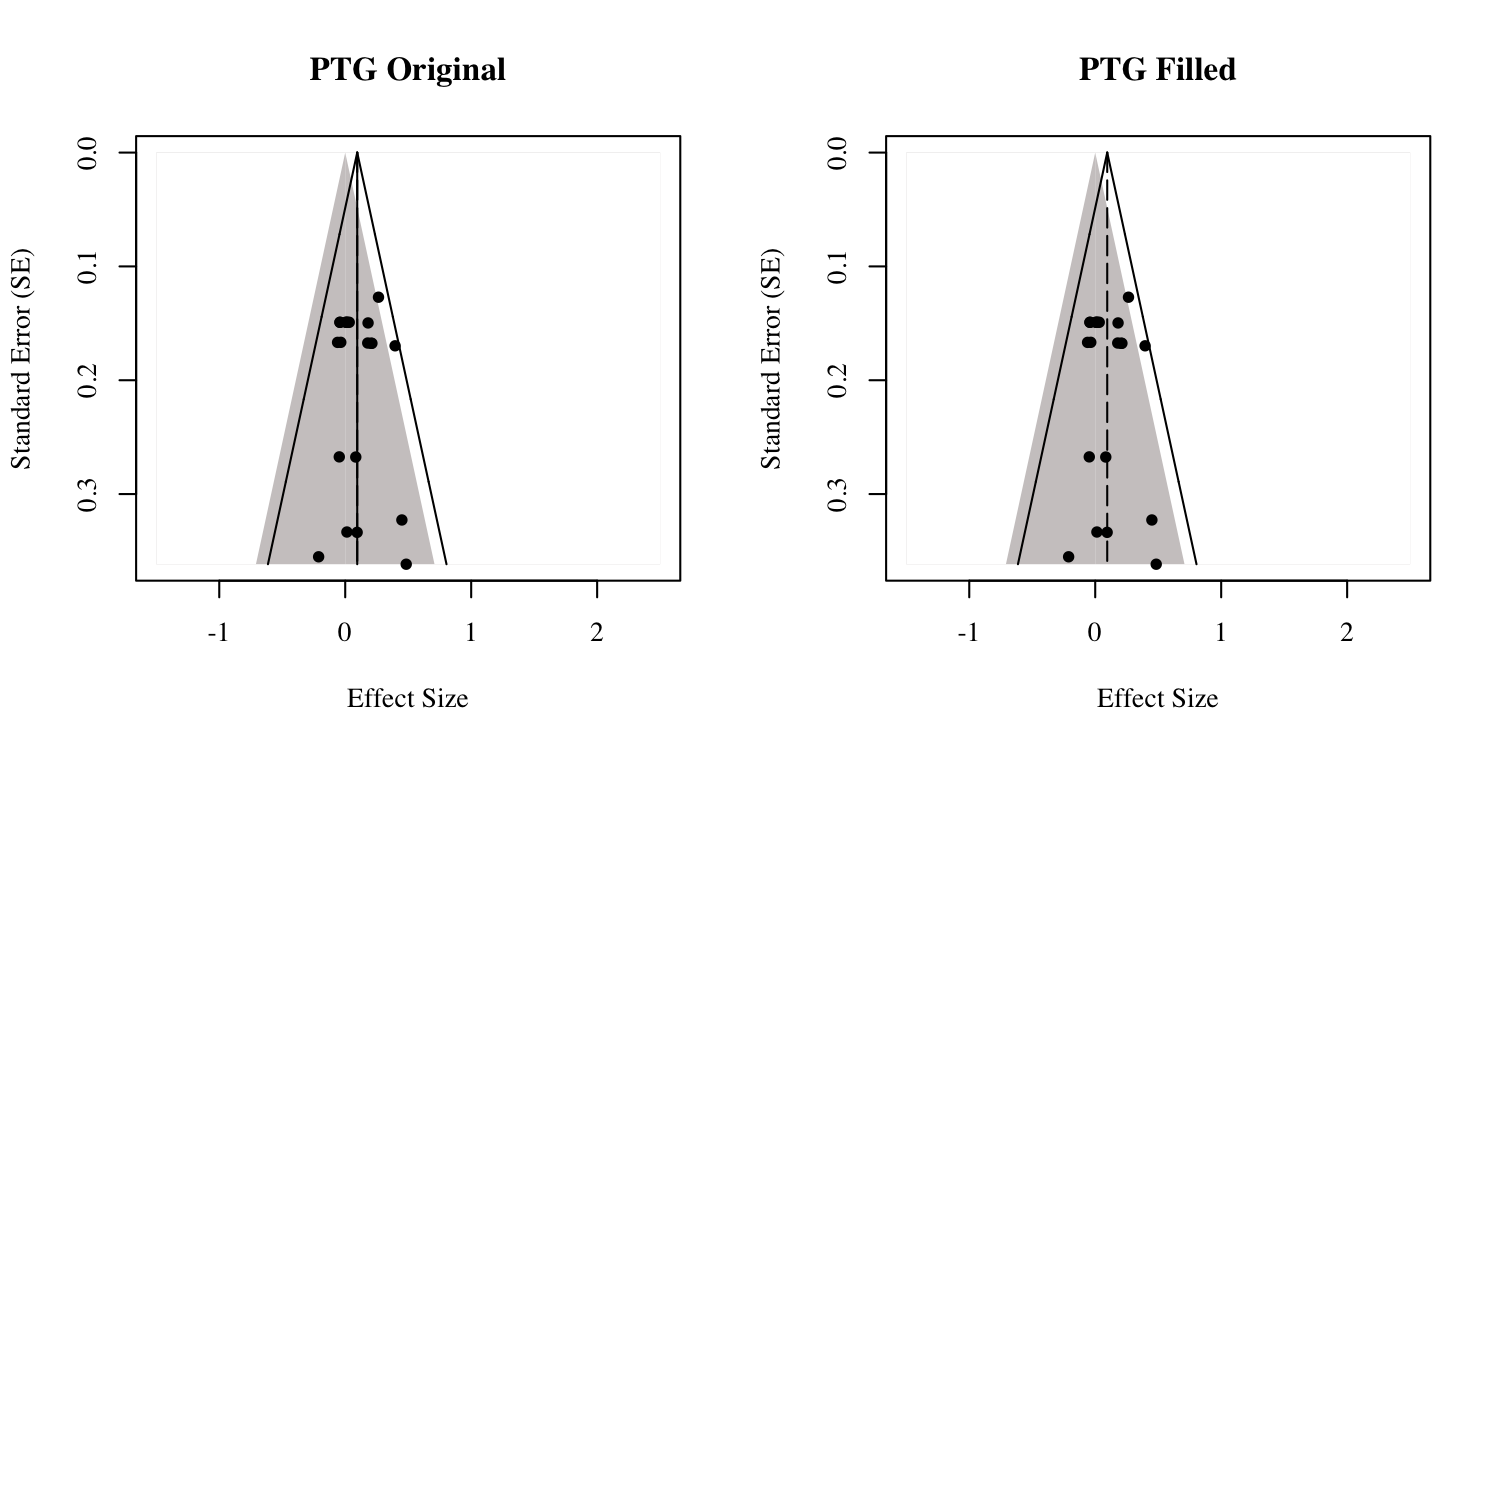 PTG Original
Standard Error (SE)
0.0
0.1
0.2
0.3
-1 0 1 2
Effect Size
PTG Filled
Standard Error (SE)
0.0
0.1
0.2
0.3
-1 0 1 2
Effect Size